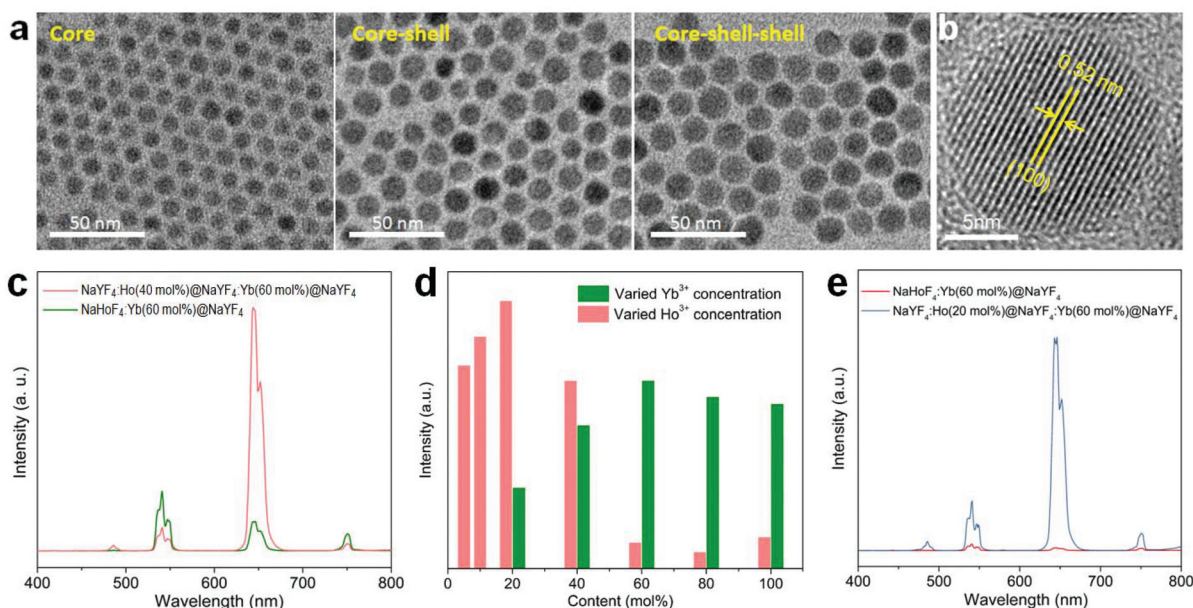 a
Core
Core-shell
Core-shell-shell
50 nm
50 nm
50 nm
b
0.52 nm
(100)
5nm
c
NaYF₄:Ho(40 mol%)@NaYF₄:Yb(60 mol%)@NaYF₄
NaHoF₄:Yb(60 mol%)@NaYF₄
Intensity (a. u.)
400 500 600 700 800
Wavelength (nm)
d
Varied Yb³⁺ concentration
Varied Ho³⁺ concentration
Intensity (a.u.)
0 20 40 60 80 100
Content (mol%)
e
NaHoF₄:Yb(60 mol%)@NaYF₄
NaYF₄:Ho(20 mol%)@NaYF₄:Yb(60 mol%)@NaYF₄
Intensity (a.u.)
400 500 600 700 800
Wavelength (nm)